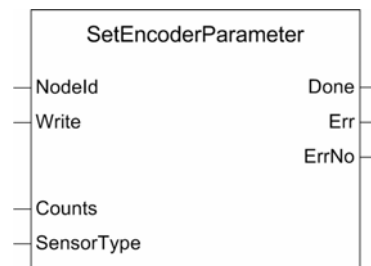 SetEncoderParameter
NodeId Done
Write Err
ErrNo
Counts
SensorType